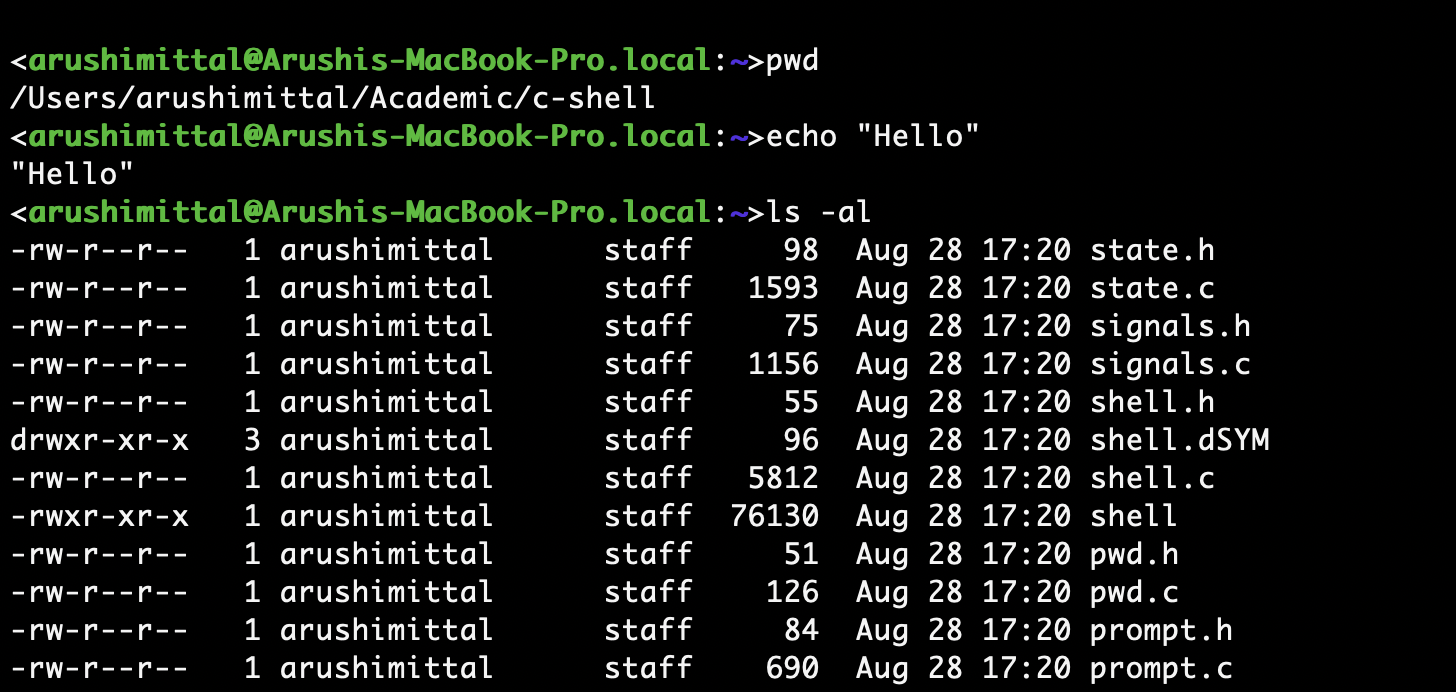 <arushimittal@Arushis-MacBook-Pro.local:~>pwd
/Users/arushimittal/Academic/c-shell
<arushimittal@Arushis-MacBook-Pro.local:~>echo "Hello"
"Hello"
<arushimittal@Arushis-MacBook-Pro.local:~>ls -al
-rw-r--r--   1 arushimittal      staff     98  Aug 28 17:20 state.h
-rw-r--r--   1 arushimittal      staff   1593  Aug 28 17:20 state.c
-rw-r--r--   1 arushimittal      staff     75  Aug 28 17:20 signals.h
-rw-r--r--   1 arushimittal      staff   1156  Aug 28 17:20 signals.c
-rw-r--r--   1 arushimittal      staff     55  Aug 28 17:20 shell.h
drwxr-xr-x   3 arushimittal      staff     96  Aug 28 17:20 shell.dSYM
-rw-r--r--   1 arushimittal      staff   5812  Aug 28 17:20 shell.c
-rwxr-xr-x   1 arushimittal      staff  76130  Aug 28 17:20 shell
-rw-r--r--   1 arushimittal      staff     51  Aug 28 17:20 pwd.h
-rw-r--r--   1 arushimittal      staff    126  Aug 28 17:20 pwd.c
-rw-r--r--   1 arushimittal      staff     84  Aug 28 17:20 prompt.h
-rw-r--r--   1 arushimittal      staff    690  Aug 28 17:20 prompt.c